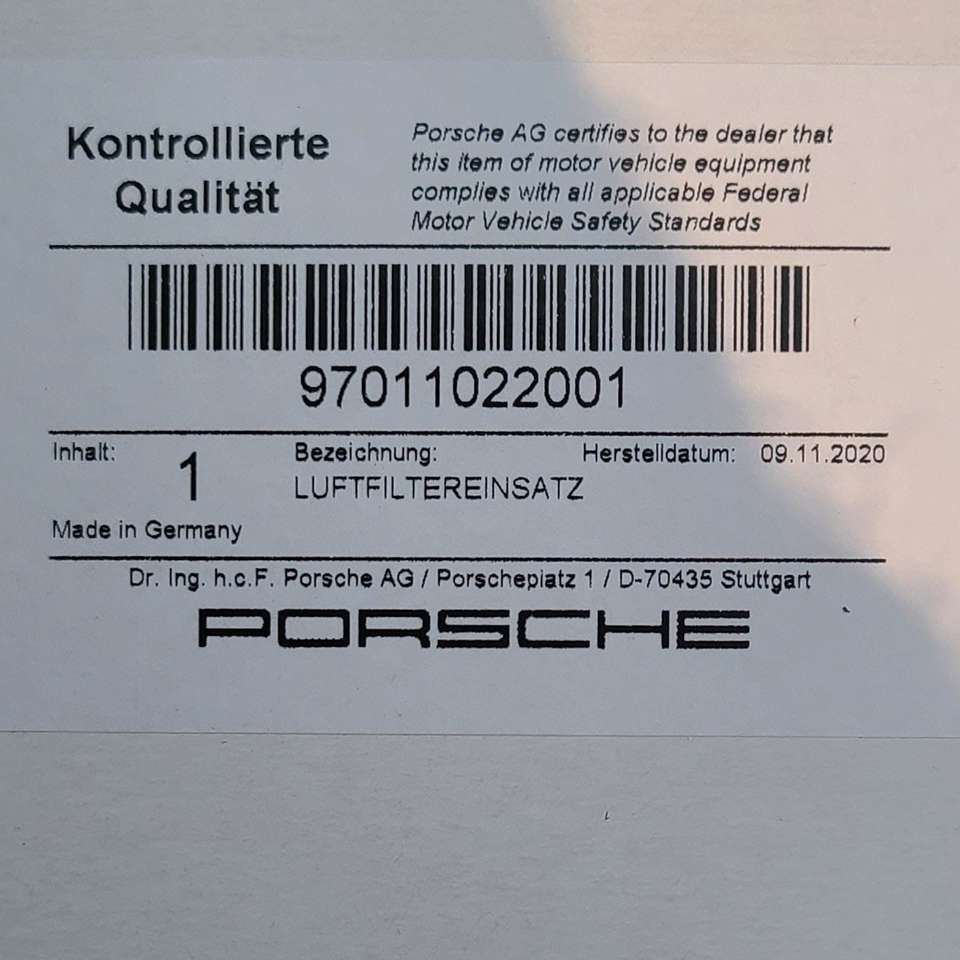 Kontrollierte
Qualität
Porsche AG certifies to the dealer that
this item of motor vehicle equipment
complies with all applicable Federal
Motor Vehicle Safety Standards
97011022001
Inhalt: 1
Bezeichnung:
LUFTFILTEREINSATZ
Herstelldatum: 09.11.2020
Made in Germany
Dr. Ing. h.c.F. Porsche AG / Porscheplatz 1 / D-70435 Stuttgart
PORSCHE